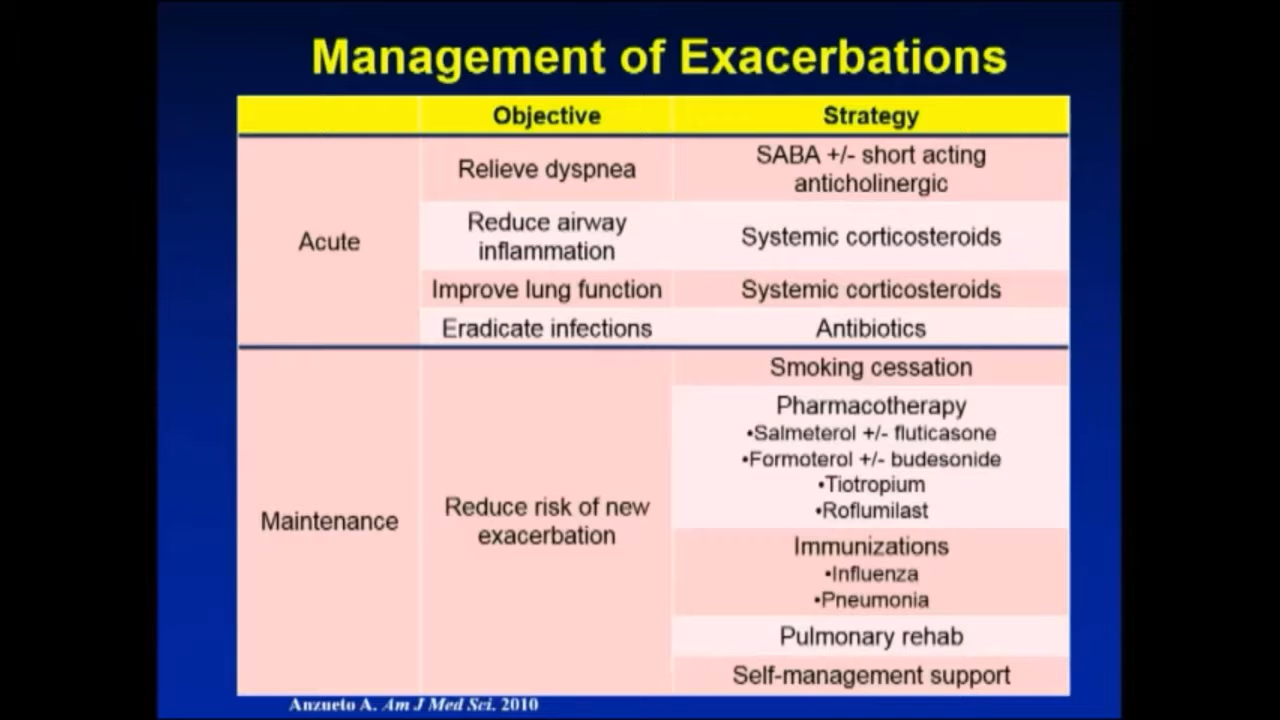 Management of Exacerbations
Objective
Strategy
Acute
Relieve dyspnea
SABA +/- short acting
anticholinergic
Reduce airway
inflammation
Systemic corticosteroids
Improve lung function
Systemic corticosteroids
Eradicate infections
Antibiotics
Maintenance
Reduce risk of new
exacerbation
Smoking cessation
Pharmacotherapy
•Salmeterol +/- fluticasone
•Formoterol +/- budesonide
•Tiotropium
•Roflumilast
Immunizations
•Influenza
•Pneumonia
Pulmonary rehab
Self-management support
Anzueto A. Am J Med Sci. 2010